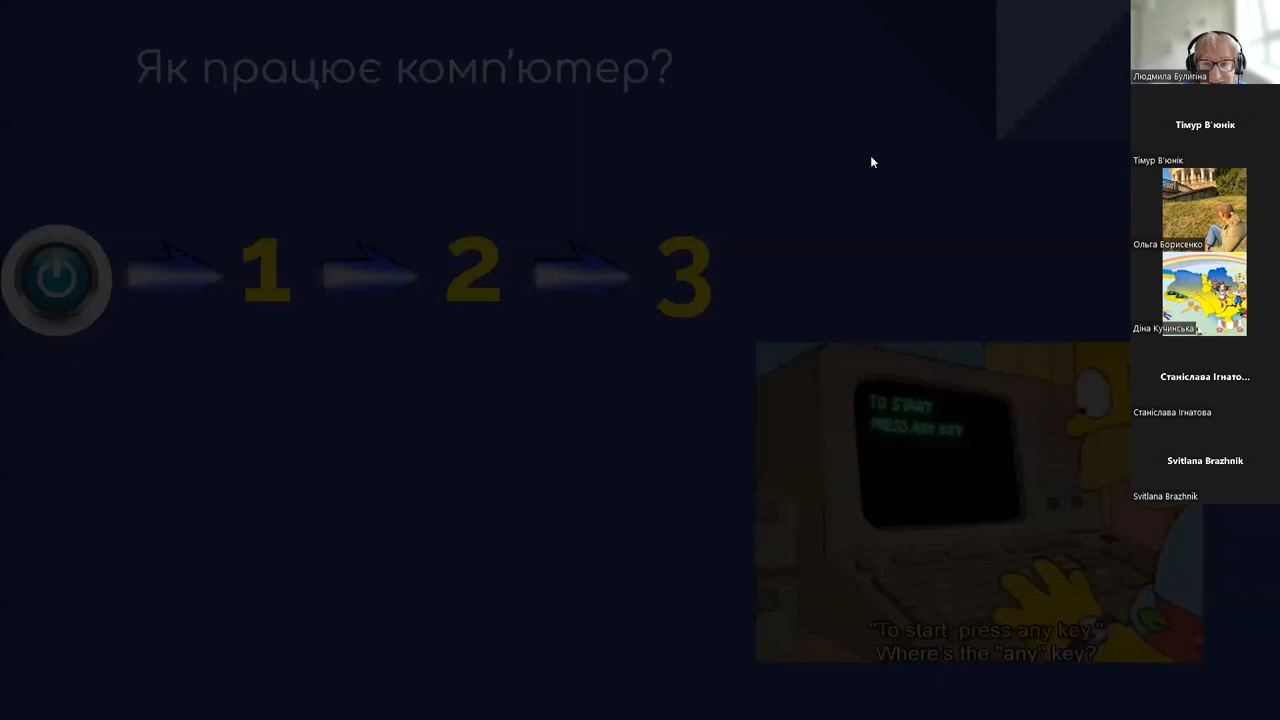 Як працює комп'ютер?
1
2
3
TO START
PRESS ANY KEY
"To start, press any key."
Where's the "any" key?
Людмила Булигіна
Тімур В'юнік
Тімур В'юнік
Ольга Борисенко
Діна Кучинська
Станіслава Ігнато...
Станіслава Ігнатова
Svitlana Brazhnik
Svitlana Brazhnik